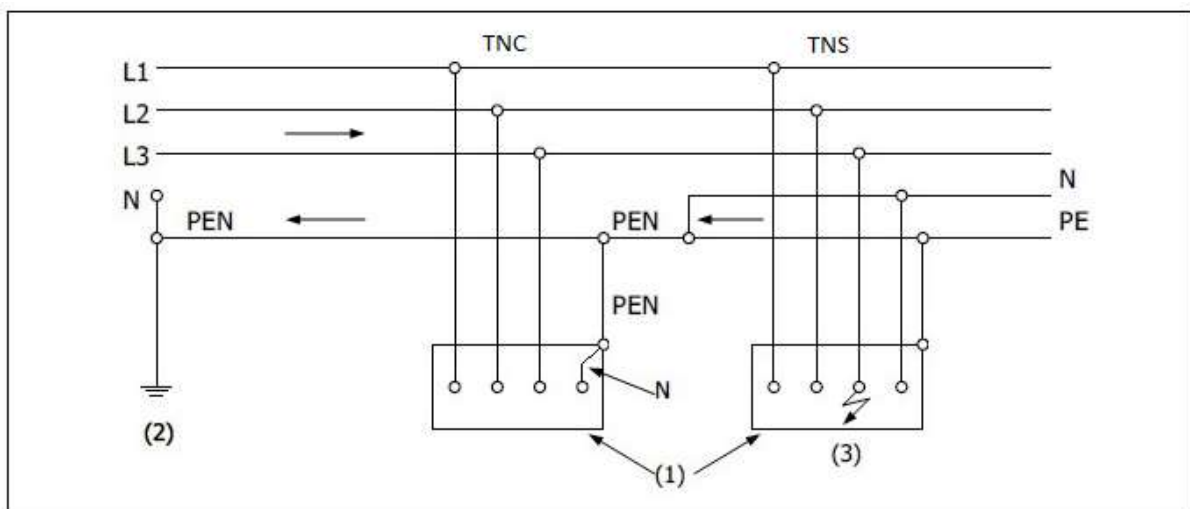 TNC TNS
L1
L2
L3
N N
PEN PEN PE
PEN
N
(2) (3)
(1)